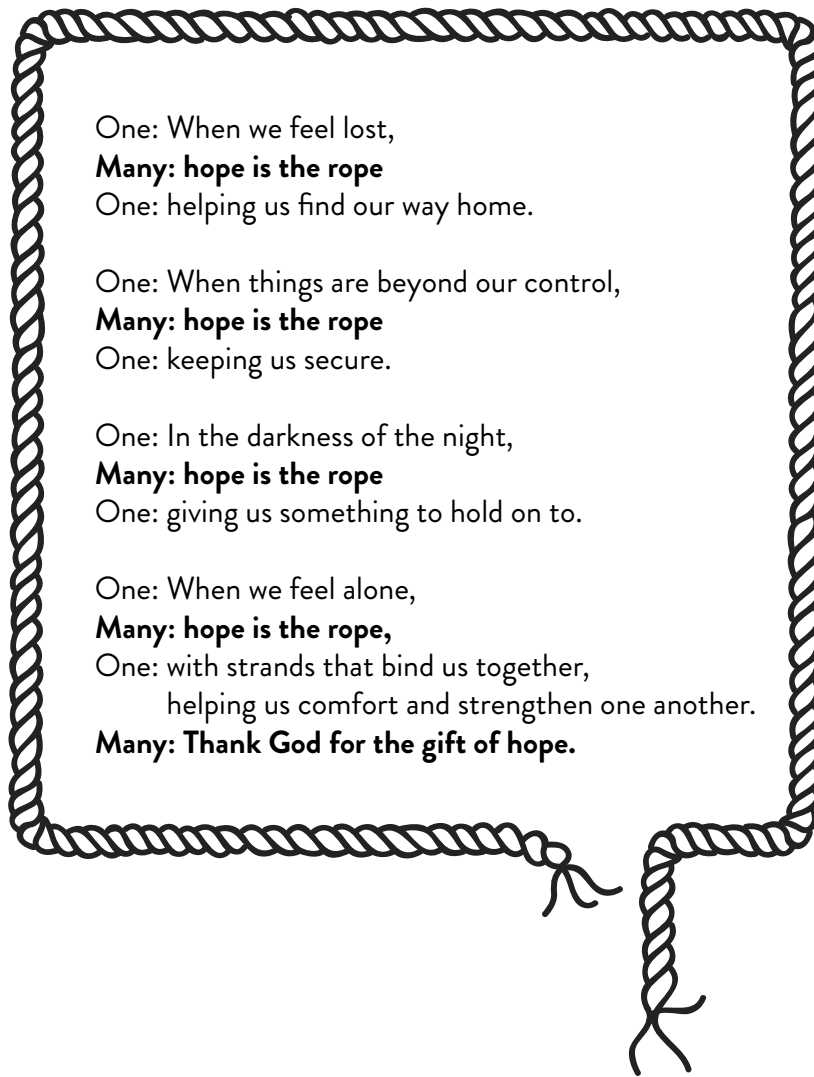 One: When we feel lost,
Many: hope is the rope
One: helping us find our way home.
One: When things are beyond our control,
Many: hope is the rope
One: keeping us secure.
One: In the darkness of the night,
Many: hope is the rope
One: giving us something to hold on to.
One: When we feel alone,
Many: hope is the rope,
One: with strands that bind us together,
helping us comfort and strengthen one another.
Many: Thank God for the gift of hope.